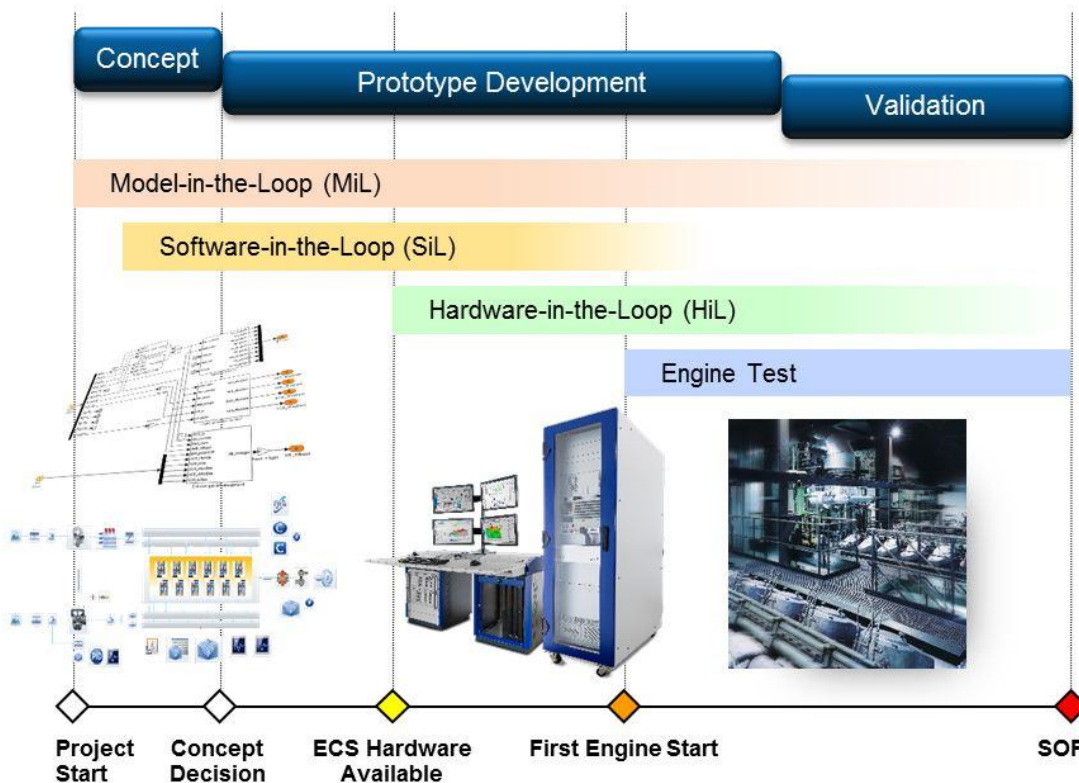 Concept
Prototype Development
Validation
Model-in-the-Loop (MiL)
Software-in-the-Loop (SiL)
Hardware-in-the-Loop (HiL)
Engine Test
Project
Start
Concept
Decision
ECS Hardware
Available
First Engine Start